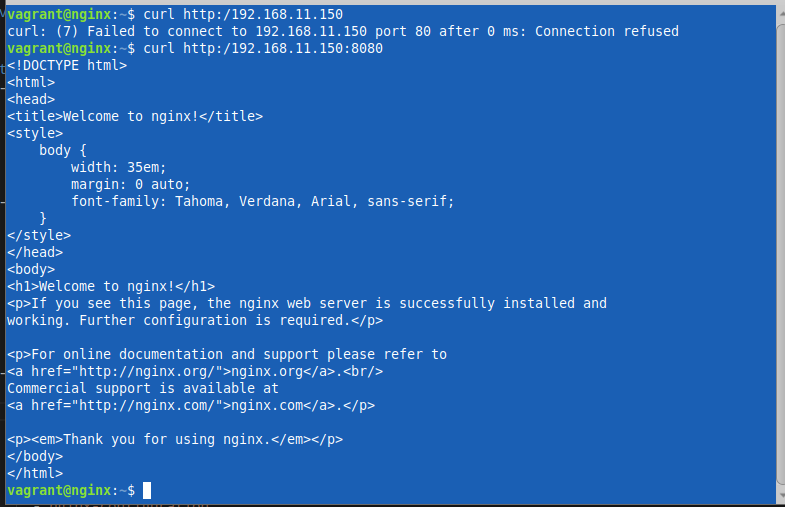 vagrant@nginx:~$ curl http:/192.168.11.150
curl: (7) Failed to connect to 192.168.11.150 port 80 after 0 ms: Connection refused
vagrant@nginx:~$ curl http:/192.168.11.150:8080
<!DOCTYPE html>
<html>
<head>
<title>Welcome to nginx!</title>
<style>
    body {
        width: 35em;
        margin: 0 auto;
        font-family: Tahoma, Verdana, Arial, sans-serif;
    }
</style>
</head>
<body>
<h1>Welcome to nginx!</h1>
<p>If you see this page, the nginx web server is successfully installed and
working. Further configuration is required.</p>

<p>For online documentation and support please refer to
<a href="http://nginx.org/">nginx.org</a>.<br/>
Commercial support is available at
<a href="http://nginx.com/">nginx.com</a>.</p>

<p><em>Thank you for using nginx.</em></p>
</body>
</html>
vagrant@nginx:~$